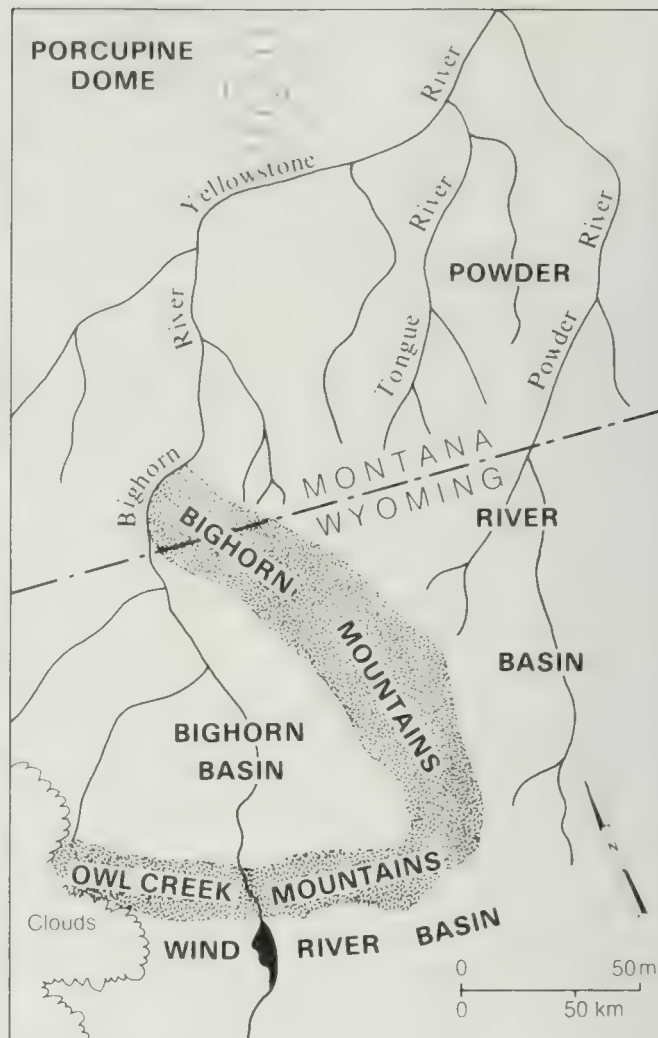 PORCUPINE
DOME
River
Yellowstone
River
River
River
POWDER
Tongue
Powder
Bighorn
MONTANA
WYOMING
BIGHORN
RIVER
MOUNTAINS
BASIN
BIGHORN
BASIN
N
OWL CREEK MOUNTAINS
Clouds
WIND RIVER BASIN
0 50 m
0 50 km